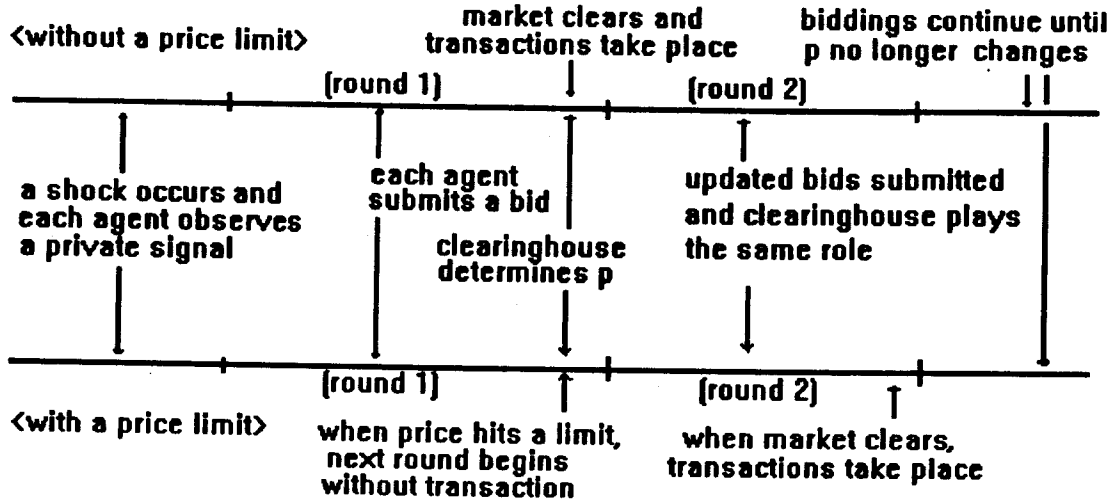 <without a price limit>
market clears and
transactions take place
biddings continue until
p no longer changes
(round 1)
(round 2)
a shock occurs and
each agent observes
a private signal
each agent
submits a bid
clearinghouse
determines p
updated bids submitted
and clearinghouse plays
the same role
(round 1)
(round 2)
<with a price limit>
when price hits a limit,
next round begins
without transaction
when market clears,
transactions take place